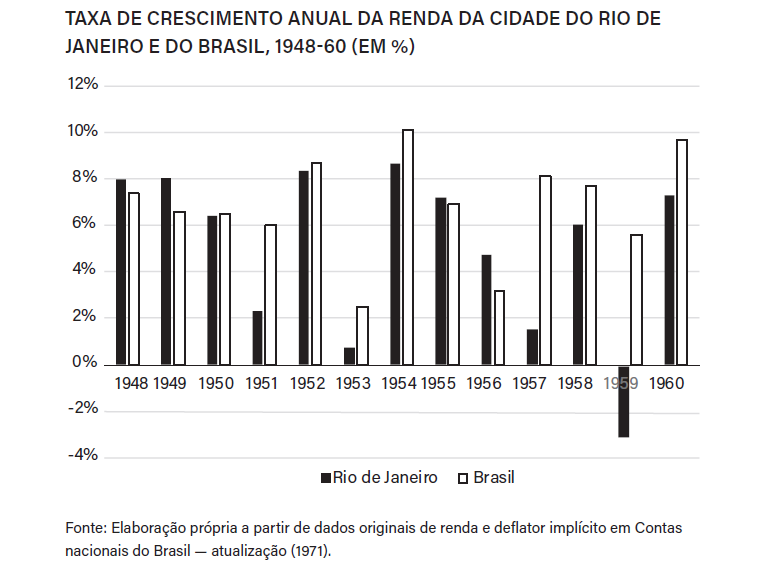 TAXA DE CRESCIMENTO ANUAL DA RENDA DA CIDADE DO RIO DE
JANEIRO E DO BRASIL, 1948-60 (EM %)
12%
10%
8%
6%
4%
2%
0%
1948 1949 1950 1951 1952 1953 1954 1955 1956 1957 1958 1959 1960
-2%
-4%
Rio de Janeiro Brasil
Fonte: Elaboração própria a partir de dados originais de renda e deflator implícito em Contas
nacionais do Brasil — atualização (1971).